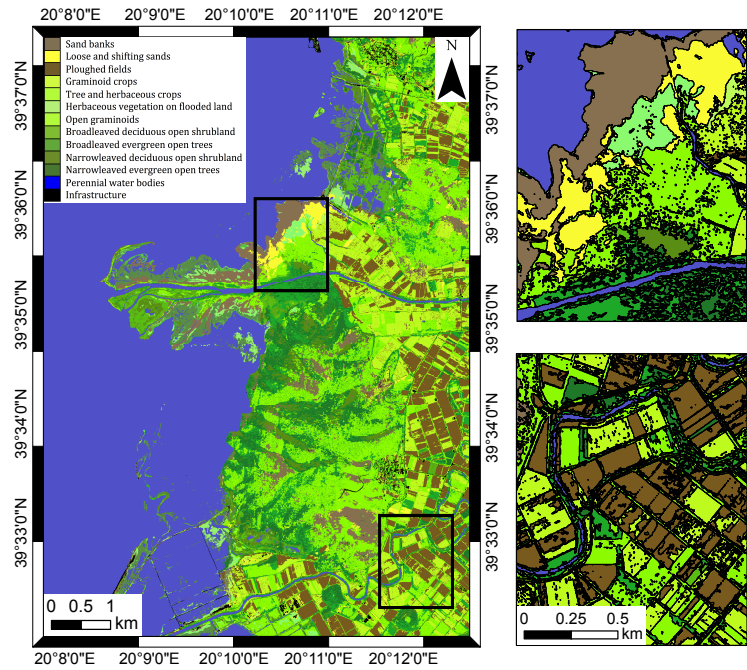 20°8'0"E 20°9'0"E 20°10'0"E 20°11'0"E 20°12'0"E
39°37'0"N
39°36'0"N
39°35'0"N
39°34'0"N
39°33'0"N
Sand banks
Loose and shifting sands
Ploughed fields
Graminoid crops
Tree and herbaceous crops
Herbaceous vegetation on flooded land
Open graminoids
Broadleaved deciduous open shrubland
Broadleaved evergreen open trees
Narrowleaved deciduous open shrubland
Narrowleaved evergreen open trees
Perennial water bodies
Infrastructure
N
39°37'0"N
39°36'0"N
39°35'0"N
39°34'0"N
39°33'0"N
0 0.5 1
km
20°8'0"E 20°9'0"E 20°10'0"E 20°11'0"E 20°12'0"E
0 0.25 0.5
km